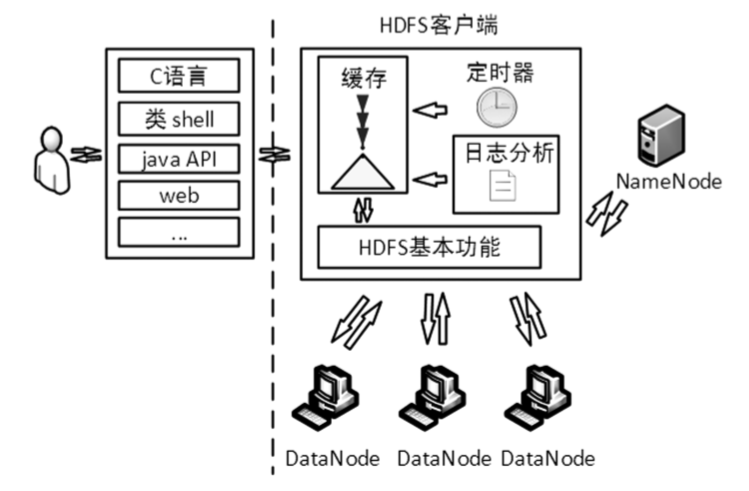 HDFS客户端
C语言
类 shell
java API
web
...
缓存
定时器
日志分析
HDFS基本功能
NameNode
DataNode
DataNode
DataNode